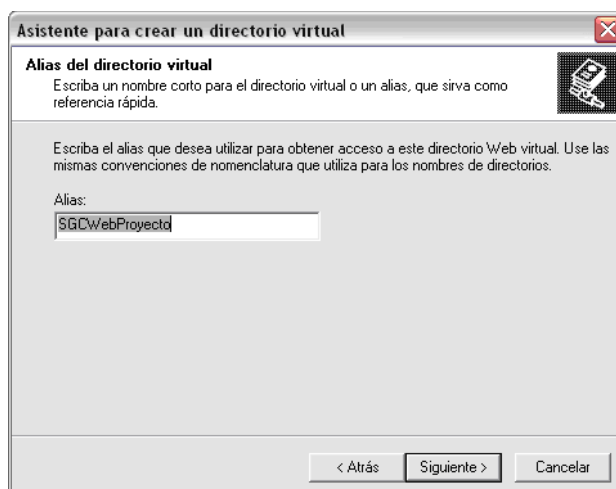 Asistente para crear un directorio virtual
Alias del directorio virtual
Escriba un nombre corto para el directorio virtual o un alias, que sirva como
referencia rápida.
Escriba el alias que desea utilizar para obtener acceso a este directorio Web virtual. Use las
mismas convenciones de nomenclatura que utiliza para los nombres de directorios.
Alias:
SGCWebProyecto
< Atrás Siguiente > Cancelar